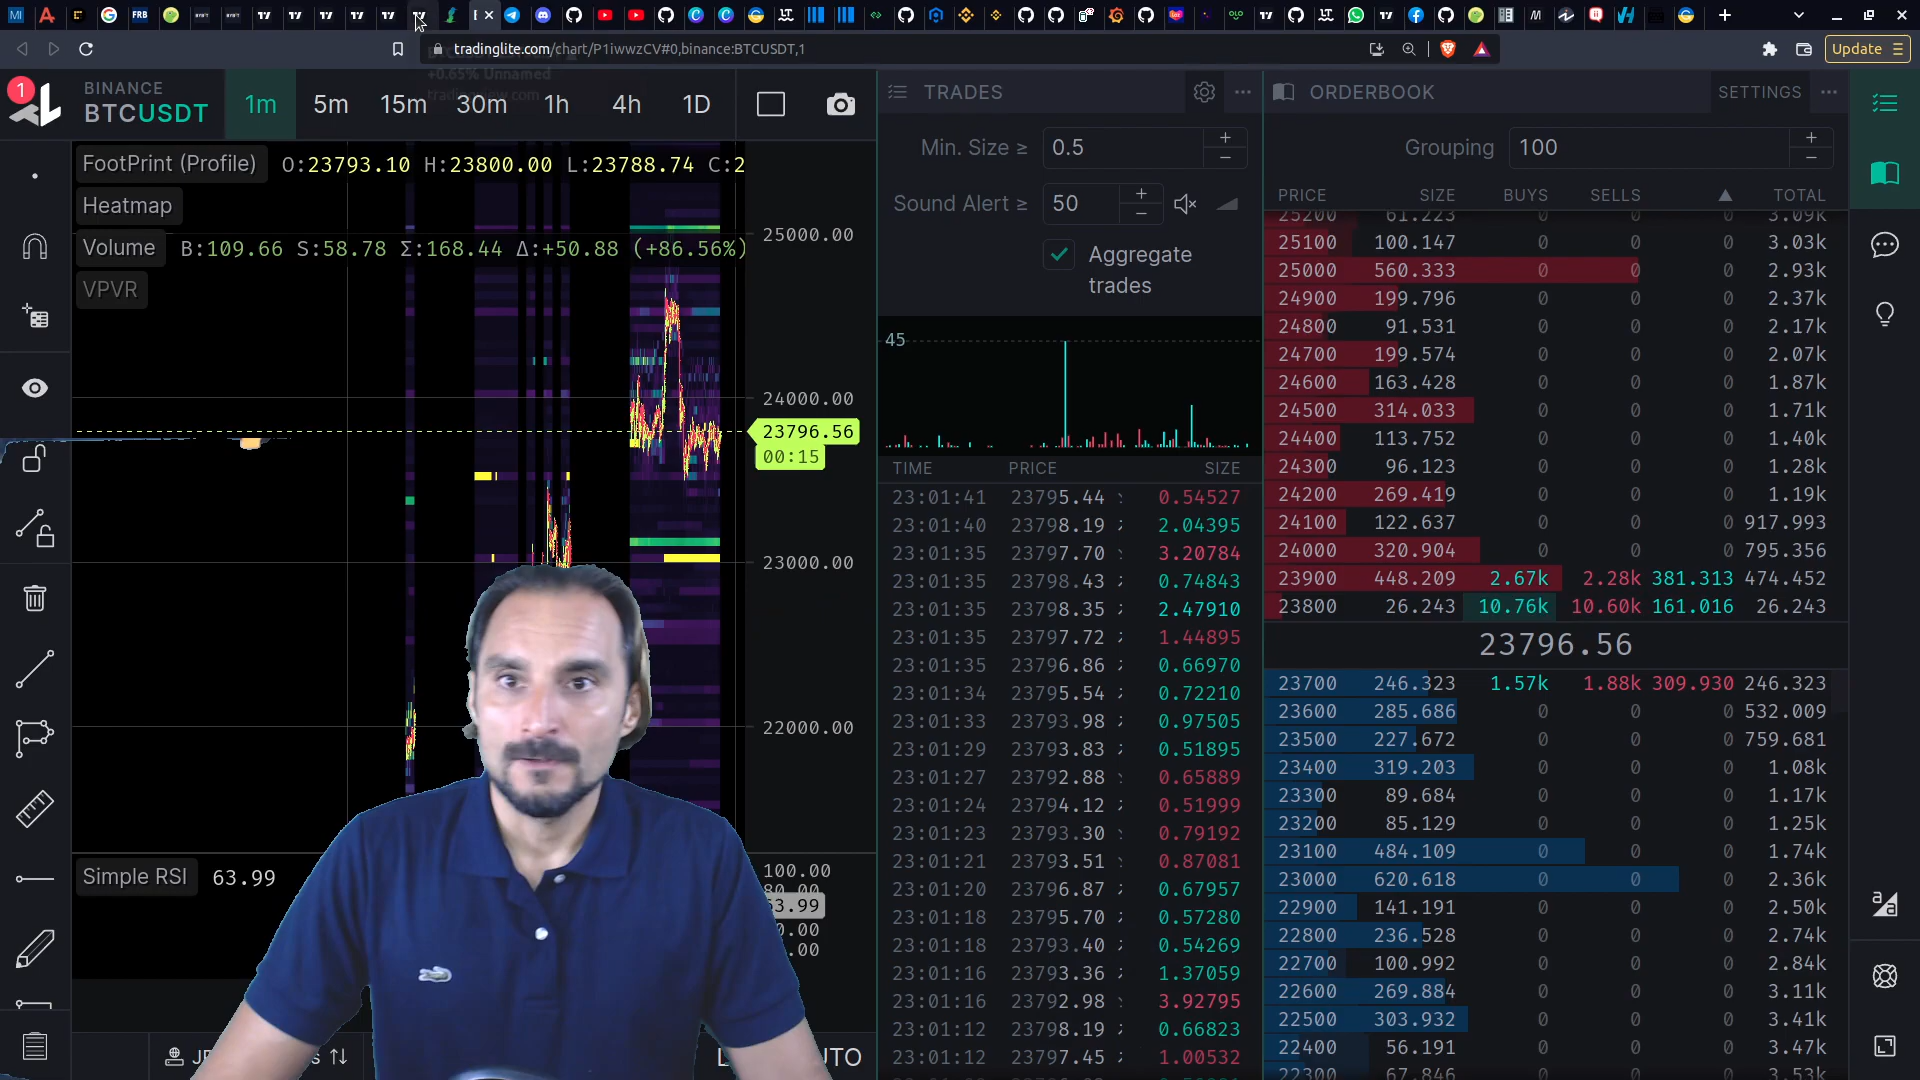 tradinglite.com/chart/P1iwwzCV#0,binance:BTCUSDT,1
Update
+0.65% Unnamed
1
BINANCE
BTCUSDT
1m 5m 15m 30m 1h 4h 1D
FootPrint (Profile) O:23793.10 H:23800.00 L:23788.74 C:2
Heatmap
Volume B:109.66 S:58.78 Σ:168.44 Δ:+50.88 (+86.56%)
VPVR
25000.00
24000.00
23796.56
00:15
23000.00
22000.00
Simple RSI 63.99
100.00
TRADES
Min. Size ≥ 0.5
Sound Alert ≥ 50
Aggregate
trades
45
TIME PRICE SIZE
23:01:41 23795.44 0.54527
23:01:40 23798.19 2.04395
23:01:35 23797.70 3.20784
23:01:35 23798.43 0.74843
23:01:35 23798.35 2.47910
23:01:35 23797.72 1.44895
23:01:35 23796.86 0.66970
23:01:34 23795.54 0.72210
23:01:33 23793.98 0.97505
23:01:29 23793.83 0.51895
23:01:27 23792.88 0.65889
23:01:24 23794.12 0.51999
23:01:23 23793.30 0.79192
23:01:21 23793.51 0.87081
23:01:20 23796.87 0.67957
23:01:18 23795.70 0.57280
23:01:18 23793.40 0.54269
23:01:16 23793.36 1.37059
23:01:16 23792.98 3.92795
23:01:12 23798.19 0.66823
23:01:12 23797.45 1.00532
ORDERBOOK SETTINGS
Grouping 100
PRICE SIZE BUYS SELLS ▲ TOTAL
25200 61.223 0 0 0 3.09k
25100 100.147 0 0 0 3.03k
25000 560.333 0 0 0 2.93k
24900 199.796 0 0 0 2.37k
24800 91.531 0 0 0 2.17k
24700 199.574 0 0 0 2.07k
24600 163.428 0 0 0 1.87k
24500 314.033 0 0 0 1.71k
24400 113.752 0 0 0 1.40k
24300 96.123 0 0 0 1.28k
24200 269.419 0 0 0 1.19k
24100 122.637 0 0 0 917.993
24000 320.904 0 0 0 795.356
23900 448.209 2.67k 2.28k 381.313 474.452
23800 26.243 10.76k 10.60k 161.016 26.243
23796.56
23700 246.323 1.57k 1.88k 309.930 246.323
23600 285.686 0 0 0 532.009
23500 227.672 0 0 0 759.681
23400 319.203 0 0 0 1.08k
23300 89.684 0 0 0 1.17k
23200 85.129 0 0 0 1.25k
23100 484.109 0 0 0 1.74k
23000 620.618 0 0 0 2.36k
22900 141.191 0 0 0 2.50k
22800 236.528 0 0 0 2.74k
22700 100.992 0 0 0 2.84k
22600 269.884 0 0 0 3.11k
22500 303.932 0 0 0 3.41k
22400 56.191 0 0 0 3.47k
22300 67.846 0 0 0 3.53k